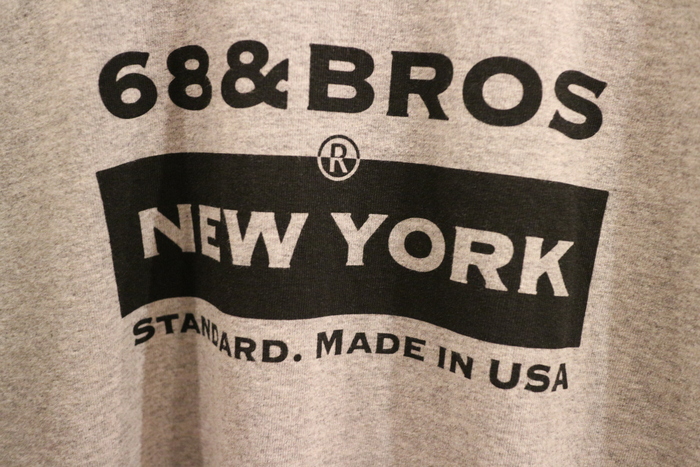 68&BROS
®
NEW YORK
STANDARD. MADE IN USA